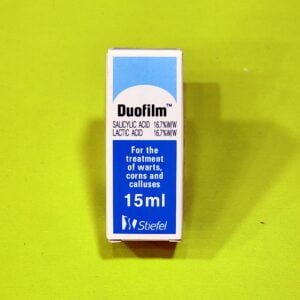 Duofilm™
SALICYLIC ACID 16,7%W/W
LACTIC ACID 16,7%W/W
For the
treatment
of warts,
corns and
calluses
15ml
Stiefel